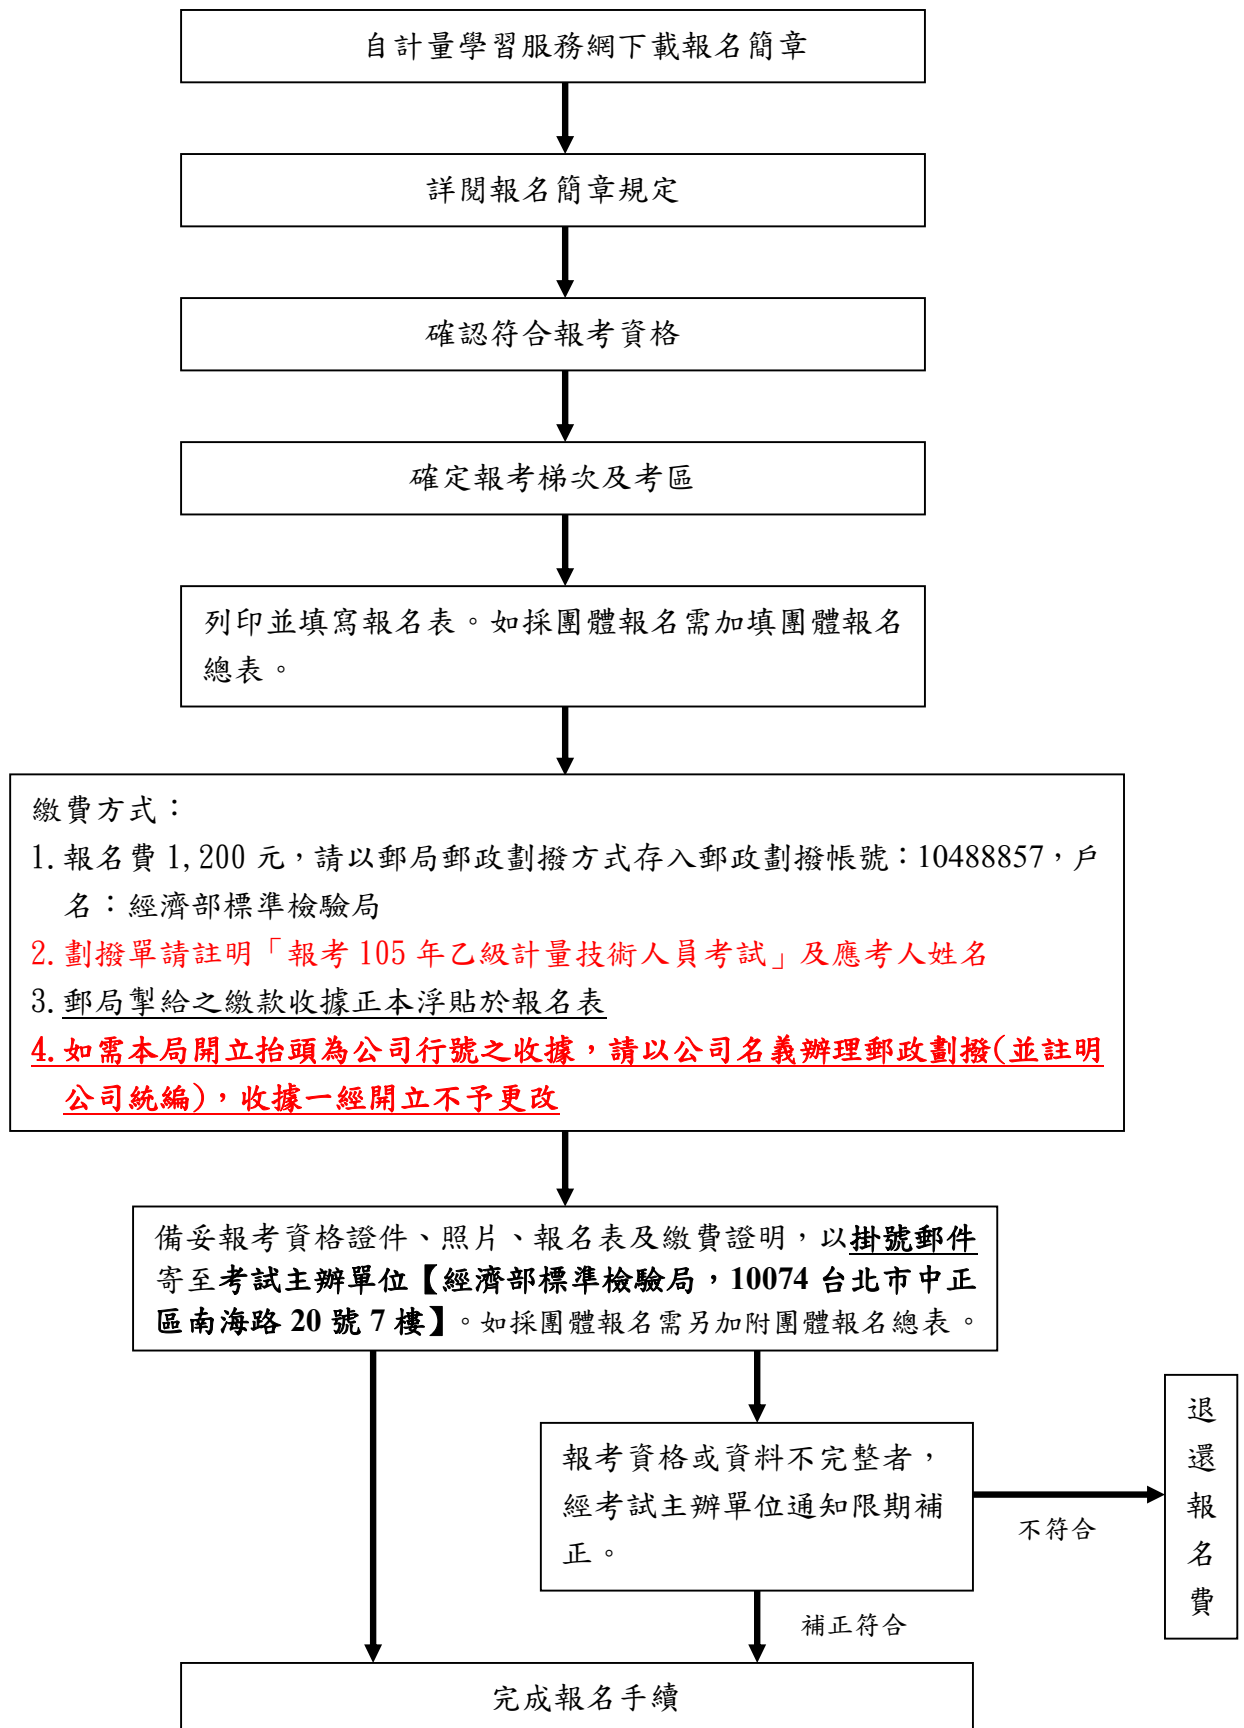 自計量學習服務網下載報名簡章
詳閱報名簡章規定
確認符合報考資格
確定報考梯次及考區
列印並填寫報名表。如採團體報名需加填團體報名
總表。
繳費方式：
1. 報名費 1,200 元，請以郵局郵政劃撥方式存入郵政劃撥帳號：10488857，戶
名：經濟部標準檢驗局
2. 劃撥單請註明「報考 105 年乙級計量技術人員考試」及應考人姓名
3. 郵局掣給之繳款收據正本浮貼於報名表
4. 如需本局開立抬頭為公司行號之收據，請以公司名義辦理郵政劃撥(並註明
公司統編)，收據一經開立不予更改
備妥報考資格證件、照片、報名表及繳費證明，以掛號郵件
寄至考試主辦單位【經濟部標準檢驗局，10074 台北市中正
區南海路 20 號 7 樓】。如採團體報名需另加附團體報名總表。
報考資格或資料不完整者，
經考試主辦單位通知限期補
正。
不符合
退還報名費
補正符合
完成報名手續